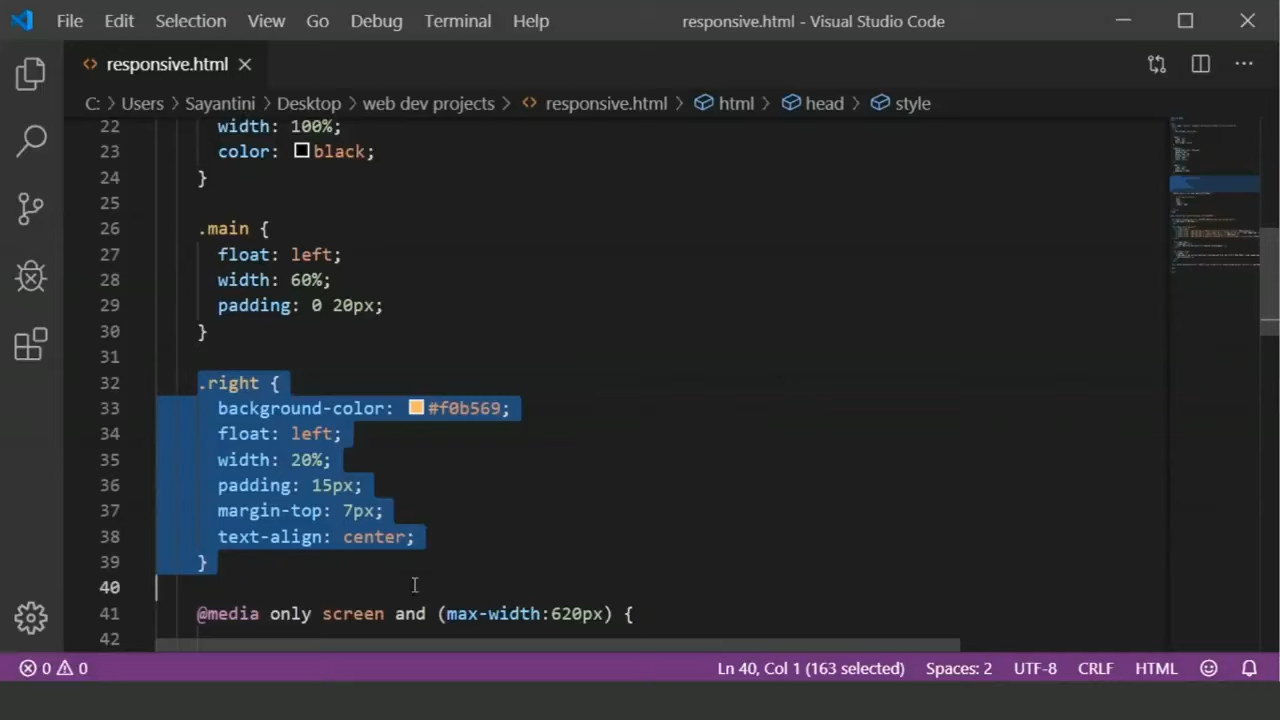 File Edit Selection View Go Debug Terminal Help responsive.html - Visual Studio Code
responsive.html
C: > Users > Sayantini > Desktop > web dev projects > responsive.html > html > head > style
22 width: 100%;
23 color: black;
24 }
25
26 .main {
27 float: left;
28 width: 60%;
29 padding: 0 20px;
30 }
31
32 .right {
33 background-color: #f0b569;
34 float: left;
35 width: 20%;
36 padding: 15px;
37 margin-top: 7px;
38 text-align: center;
39 }
40
41 @media only screen and (max-width:620px) {
42
0 0 Ln 40, Col 1 (163 selected) Spaces: 2 UTF-8 CRLF HTML